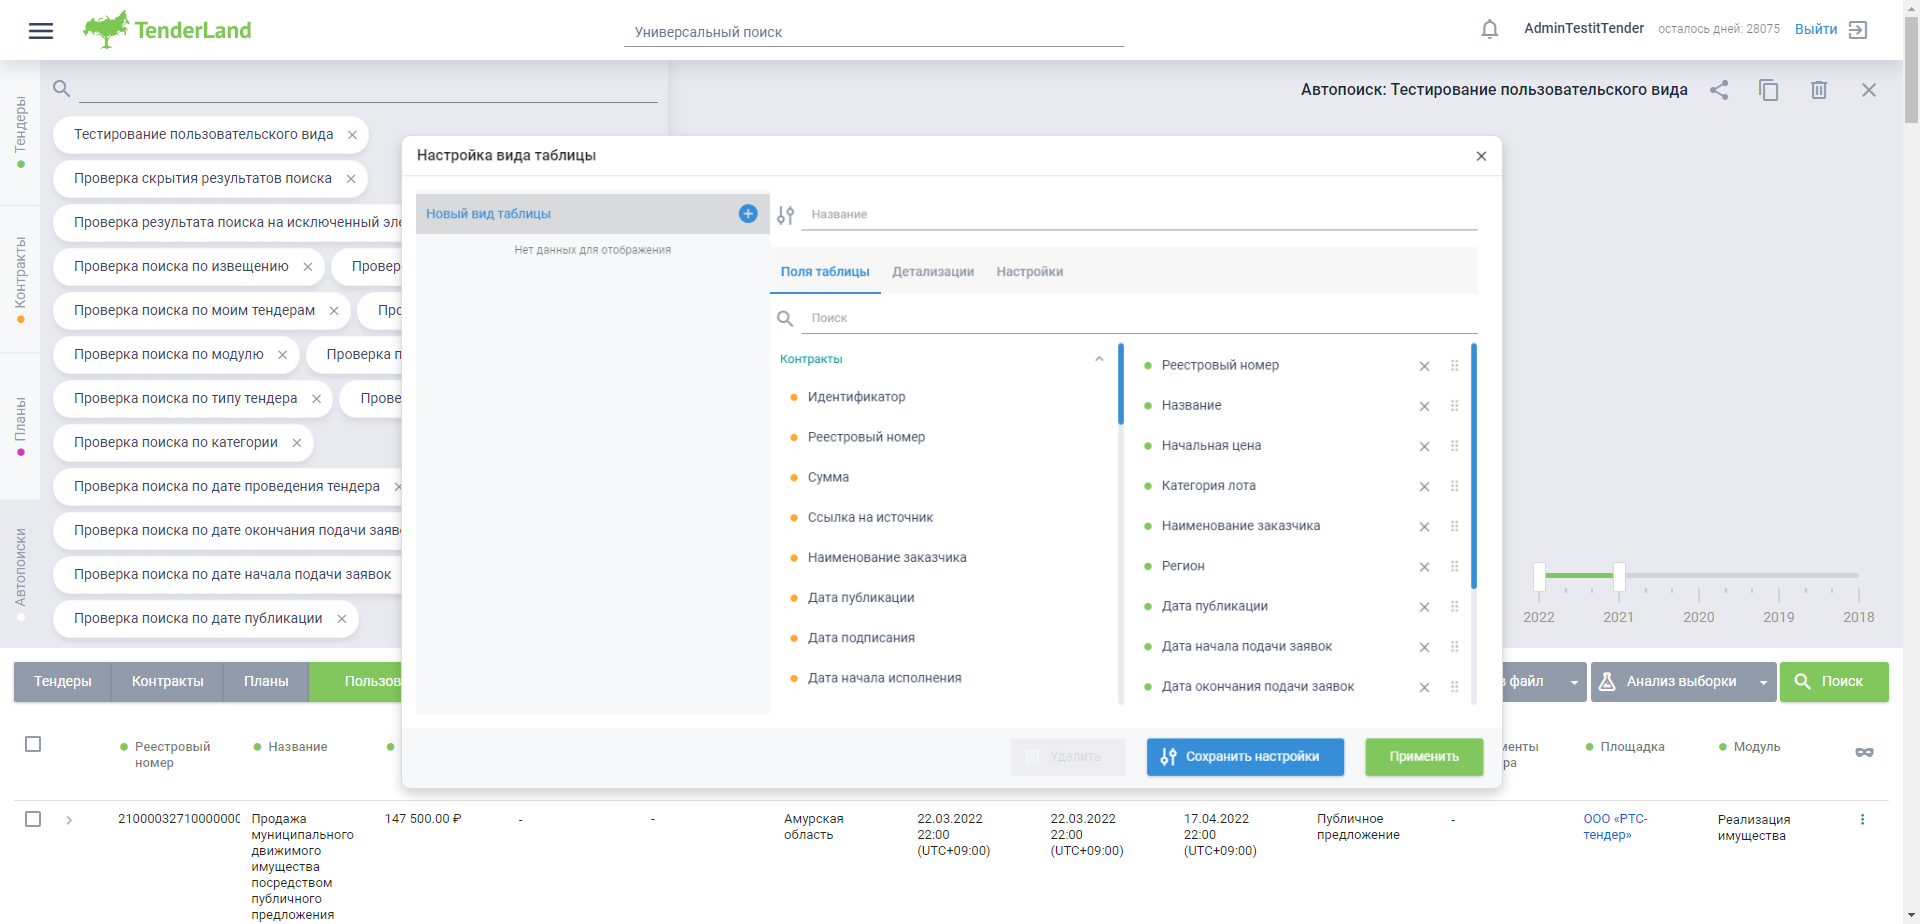 TenderLand
Универсальный поиск
AdminTestitTender
осталось дней: 28075
Выйти
Тендеры
Контракты
Планы
Автопоиски
Автопоиск: Тестирование пользовательского вида
Тестирование пользовательского вида
Проверка скрытия результатов поиска
Проверка результата поиска на исключенный эле
Проверка поиска по извещению
Провер
Проверка поиска по моим тендерам
Про
Проверка поиска по модулю
Проверка п
Проверка поиска по типу тендера
Прове
Проверка поиска по категории
Проверка поиска по дате проведения тендера
Проверка поиска по дате окончания подачи заяв
Проверка поиска по дате начала подачи заявок
Проверка поиска по дате публикации
Настройка вида таблицы
Новый вид таблицы
Нет данных для отображения
Название
Поля таблицы
Детализации
Настройки
Поиск
Контракты
Идентификатор
Реестровый номер
Сумма
Ссылка на источник
Наименование заказчика
Дата публикации
Дата подписания
Дата начала исполнения
Реестровый номер
Название
Начальная цена
Категория лота
Наименование заказчика
Регион
Дата публикации
Дата начала подачи заявок
Дата окончания подачи заявок
Удалить
Сохранить настройки
Применить
2022
2021
2020
2019
2018
Тендеры
Контракты
Планы
Пользов
в файл
Анализ выборки
Поиск
Реестровый
номер
Название
менты
ра
Площадка
Модуль
21000032710000000
Продажа
муниципального
движимого
имущества
посредством
публичного
предложения
147 500.00 ₽
-
-
Амурская
область
22.03.2022
22:00
(UTC+09:00)
22.03.2022
22:00
(UTC+09:00)
17.04.2022
22:00
(UTC+09:00)
Публичное
предложение
-
ООО «РТС-
тендер»
Реализация
имущества